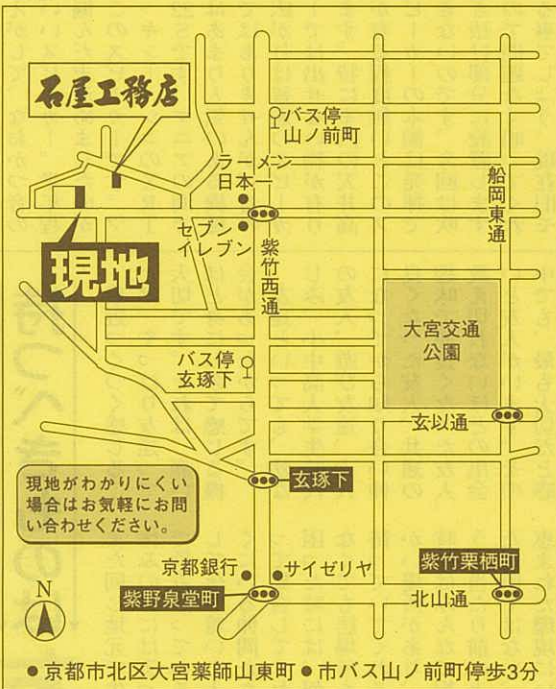 石屋工務店
バス停
山ノ前町
ラーメン
日本一
セブン
イレブン
紫竹西通
船岡東通
現地
大宮交通
公園
バス停
玄琢下
玄以通
現地がわかりにくい
場合はお気軽にお問
い合わせください。
玄琢下
京都銀行
サイゼリヤ
紫竹栗栖町
紫野泉堂町
北山通
N
●京都市北区大宮薬師山東町●市バス山ノ前町停歩3分